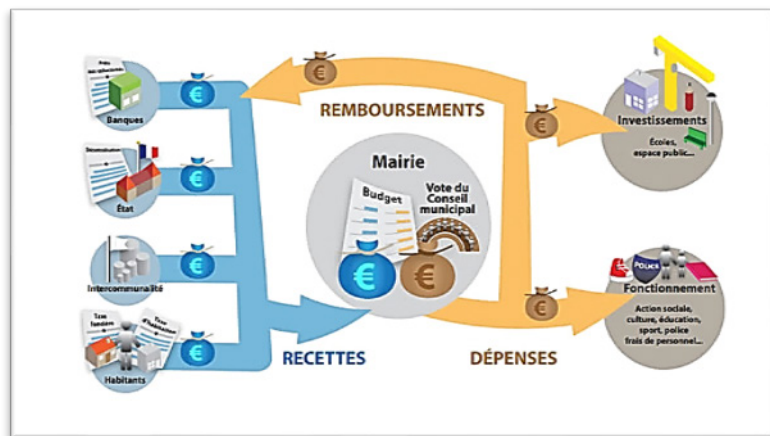 Banques
État
Intercommunalité
Taxe
foncière
Taxe
d'habitation
Habitants
REMBOURSEMENTS
Mairie
Budget
Vote du
Conseil
municipal
RECETTES
DÉPENSES
Investissements
Écoles,
espace public...
POLICE
Fonctionnement
Action sociale,
culture, éducation,
sport, police
frais de personnel...